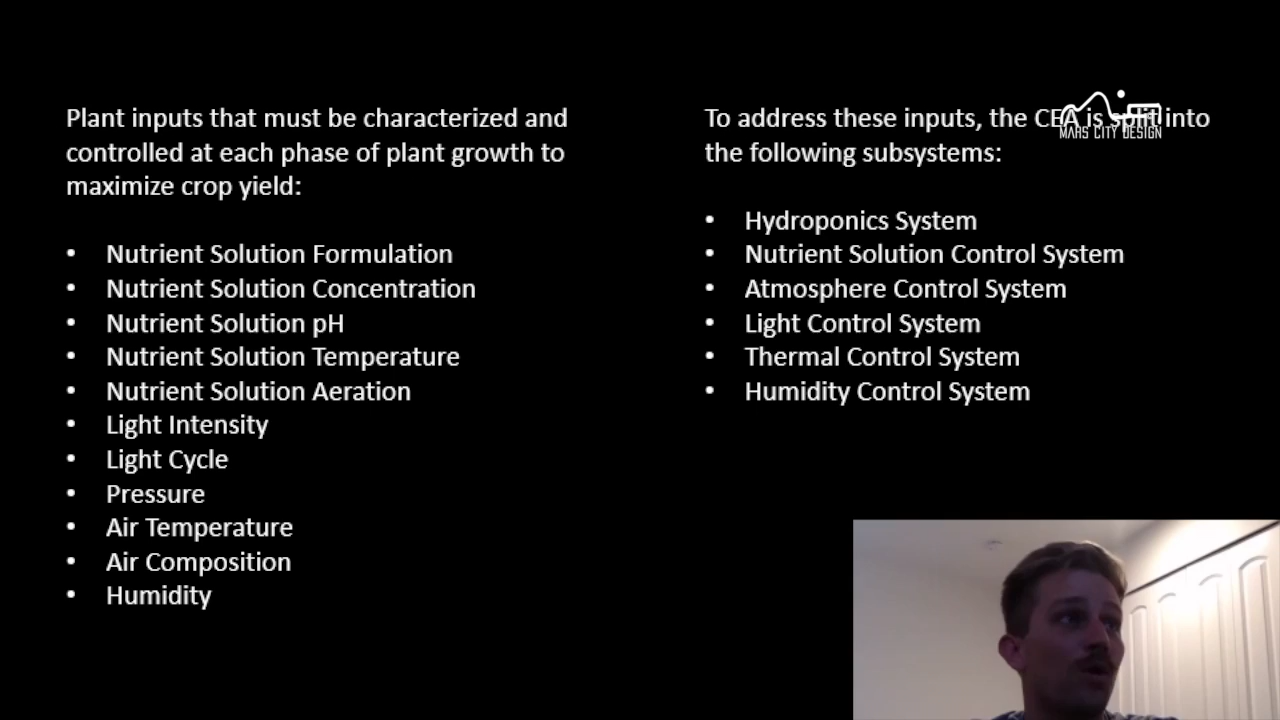 Plant inputs that must be characterized and
controlled at each phase of plant growth to
maximize crop yield:
• Nutrient Solution Formulation
• Nutrient Solution Concentration
• Nutrient Solution pH
• Nutrient Solution Temperature
• Nutrient Solution Aeration
• Light Intensity
• Light Cycle
• Pressure
• Air Temperature
• Air Composition
• Humidity
To address these inputs, the CEA is split into
the following subsystems:
• Hydroponics System
• Nutrient Solution Control System
• Atmosphere Control System
• Light Control System
• Thermal Control System
• Humidity Control System
MARS CITY DESIGN